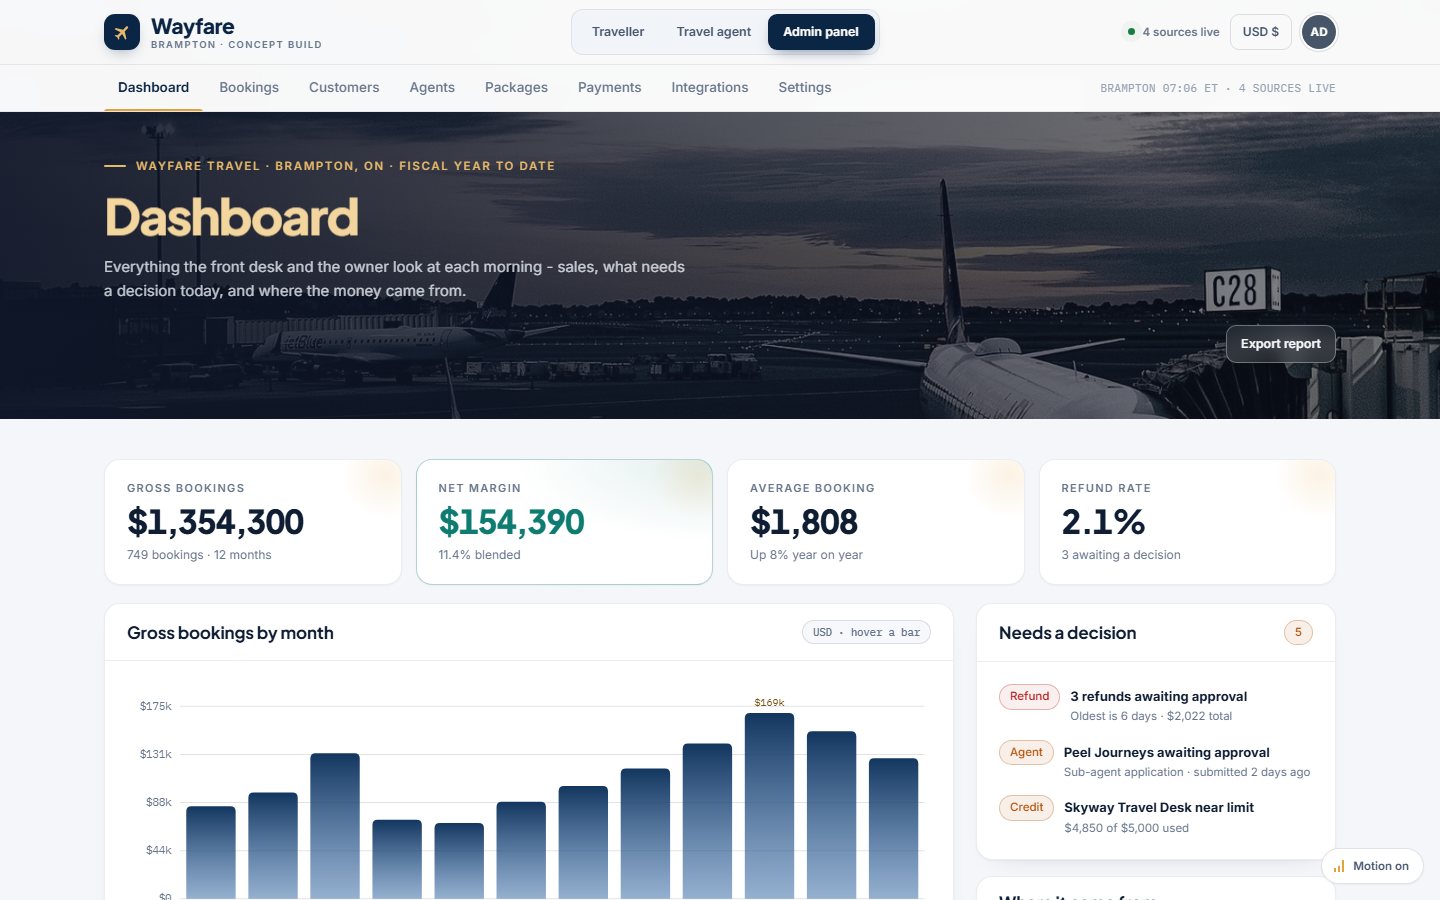 Wayfare
BRAMPTON · CONCEPT BUILD
Traveller
Travel agent
Admin panel
4 sources live
USD $
AD
Dashboard
Bookings
Customers
Agents
Packages
Payments
Integrations
Settings
BRAMPTON 07:06 ET · 4 SOURCES LIVE
WAYFARE TRAVEL · BRAMPTON, ON · FISCAL YEAR TO DATE
Dashboard
Everything the front desk and the owner look at each morning - sales, what needs
a decision today, and where the money came from.
jetBlue
C28
Export report
GROSS BOOKINGS
$1,354,300
749 bookings · 12 months
NET MARGIN
$154,390
11.4% blended
AVERAGE BOOKING
$1,808
Up 8% year on year
REFUND RATE
2.1%
3 awaiting a decision
Gross bookings by month
USD · hover a bar
$175k
$131k
$88k
$44k
$0
$169k
Needs a decision
5
Refund
3 refunds awaiting approval
Oldest is 6 days · $2,022 total
Agent
Peel Journeys awaiting approval
Sub-agent application · submitted 2 days ago
Credit
Skyway Travel Desk near limit
$4,850 of $5,000 used
Motion on